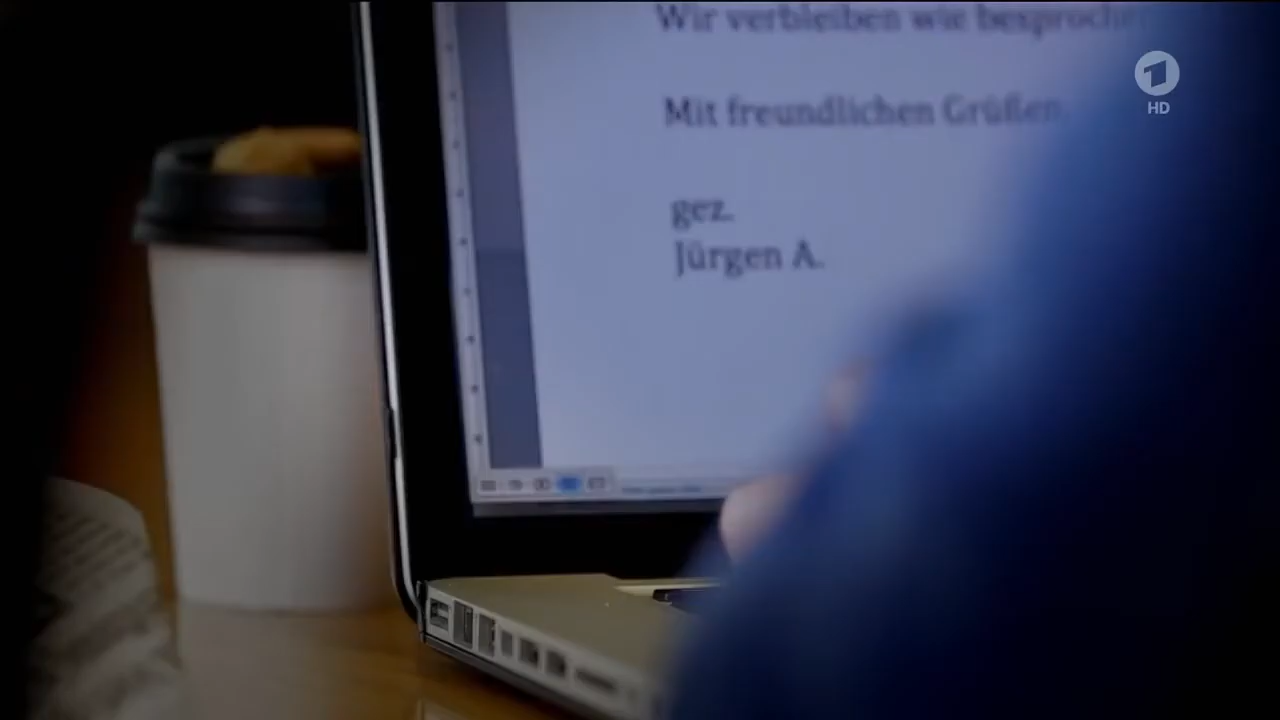 Wir verbleiben wie besprochen
Mit freundlichen Grüßen,
gez.
Jürgen A.
1
HD